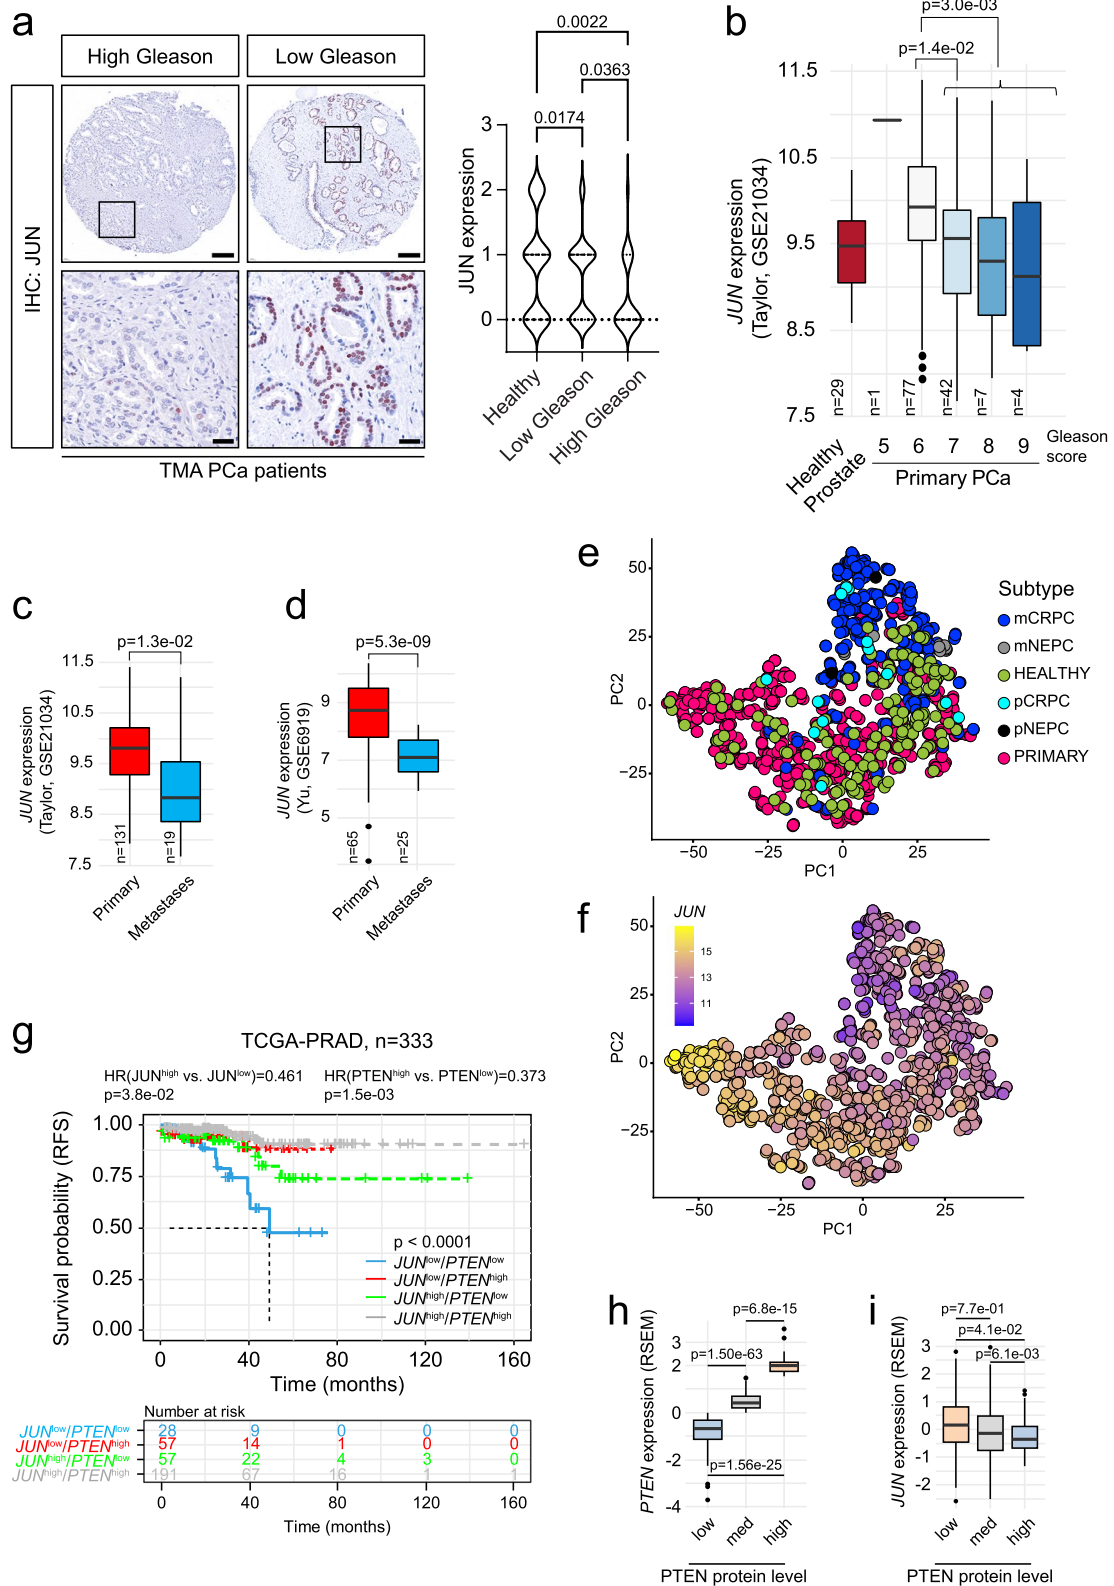 a
High Gleason
Low Gleason
IHC: JUN
TMA PCa patients
0.0022
0.0363
0.0174
JUN expression
3
2
1
0
Healthy
Low Gleason
High Gleason
b
p=3.0e-03
p=1.4e-02
JUN expression
(Taylor, GSE21034)
11.5
10.5
9.5
8.5
7.5
n=29
n=1
n=77
n=42
n=7
n=4
Healthy
Prostate
5 6 7 8 9
Gleason
score
Primary PCa
c
p=1.3e-02
JUN expression
(Taylor, GSE21034)
11.5
10.5
9.5
8.5
7.5
n=131
n=19
Primary
Metastases
d
p=5.3e-09
JUN expression
(Yu, GSE6919)
9
7
5
n=65
n=25
Primary
Metastases
e
PC2
50
25
0
−25
−50 −25 0 25
PC1
Subtype
mCRPC
mNEPC
HEALTHY
pCRPC
pNEPC
PRIMARY
f
JUN
15
13
11
PC2
50
25
0
−25
−50 −25 0 25
PC1
g
TCGA-PRAD, n=333
HR(JUNhigh vs. JUNlow)=0.461
p=3.8e-02
HR(PTENhigh vs. PTENlow)=0.373
p=1.5e-03
Survival probability (RFS)
1.00
0.75
0.50
0.25
0.00
p < 0.0001
JUNlow/PTENlow
JUNlow/PTENhigh
JUNhigh/PTENlow
JUNhigh/PTENhigh
0 40 80 120 160
Time (months)
Number at risk
JUNlow/PTENlow 28 9 0 0 0
JUNlow/PTENhigh 57 14 1 0 0
JUNhigh/PTENlow 57 22 4 3 0
JUNhigh/PTENhigh 191 67 16 1 1
0 40 80 120 160
Time (months)
h
p=6.8e-15
p=1.50e-63
p=1.56e-25
PTEN expression (RSEM)
3
2
0
-2
-4
low
med
high
PTEN protein level
i
p=7.7e-01
p=4.1e-02
p=6.1e-03
JUN expression (RSEM)
3
2
1
0
-1
-2
low
med
high
PTEN protein level